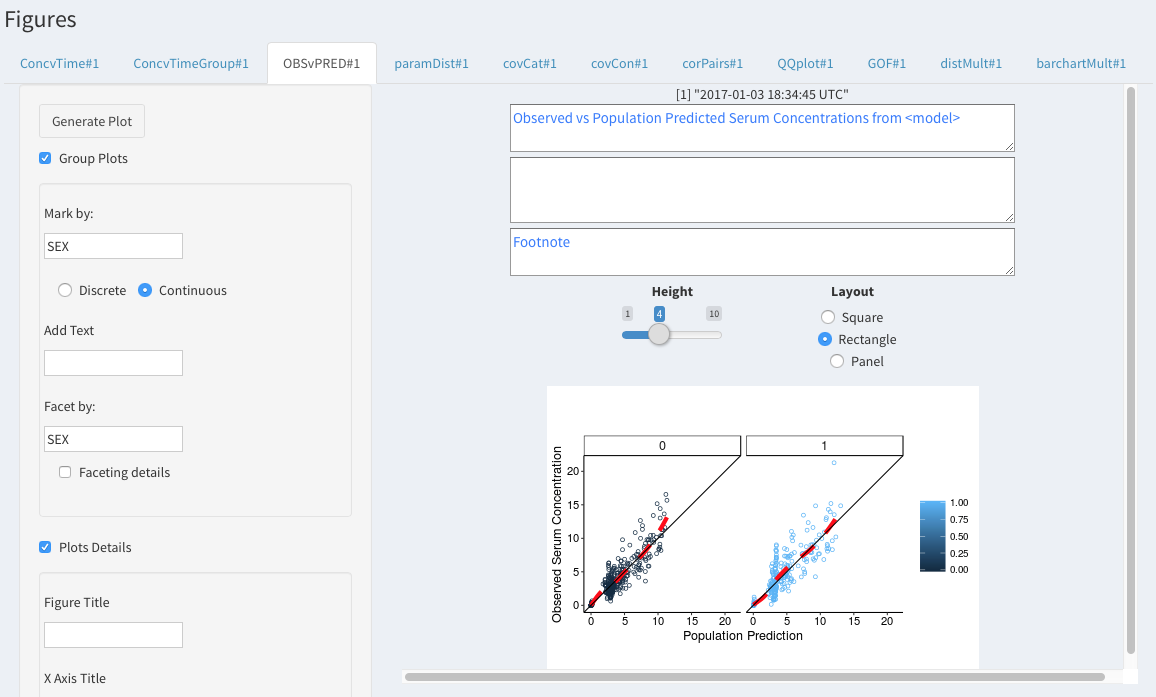 Figures
ConcvTime#1 ConcvTimeGroup#1 OBSvPRED#1 paramDist#1 covCat#1 covCon#1 corPairs#1 QQplot#1 GOF#1 distMult#1 barchartMult#1
Generate Plot
Group Plots
Mark by:
SEX
Discrete Continuous
Add Text
Facet by:
SEX
Faceting details
Plots Details
Figure Title
X Axis Title
[1] "2017-01-03 18:34:45 UTC"
Observed vs Population Predicted Serum Concentrations from <model>
Footnote
Height
1 4 10
Layout
Square
Rectangle
Panel
0 1
Observed Serum Concentration
20
15
10
5
0
0 5 10 15 20 0 5 10 15 20
Population Prediction
1.00
0.75
0.50
0.25
0.00